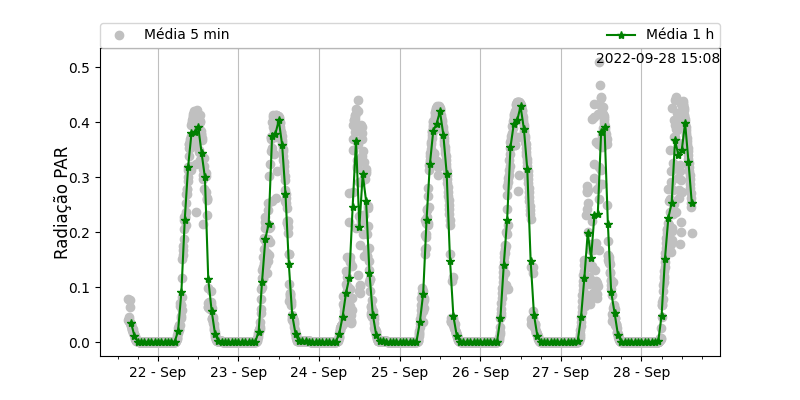 Média 5 min
Média 1 h
2022-09-28 15:08
Radiação PAR
0.5
0.4
0.3
0.2
0.1
0.0
22 - Sep
23 - Sep
24 - Sep
25 - Sep
26 - Sep
27 - Sep
28 - Sep